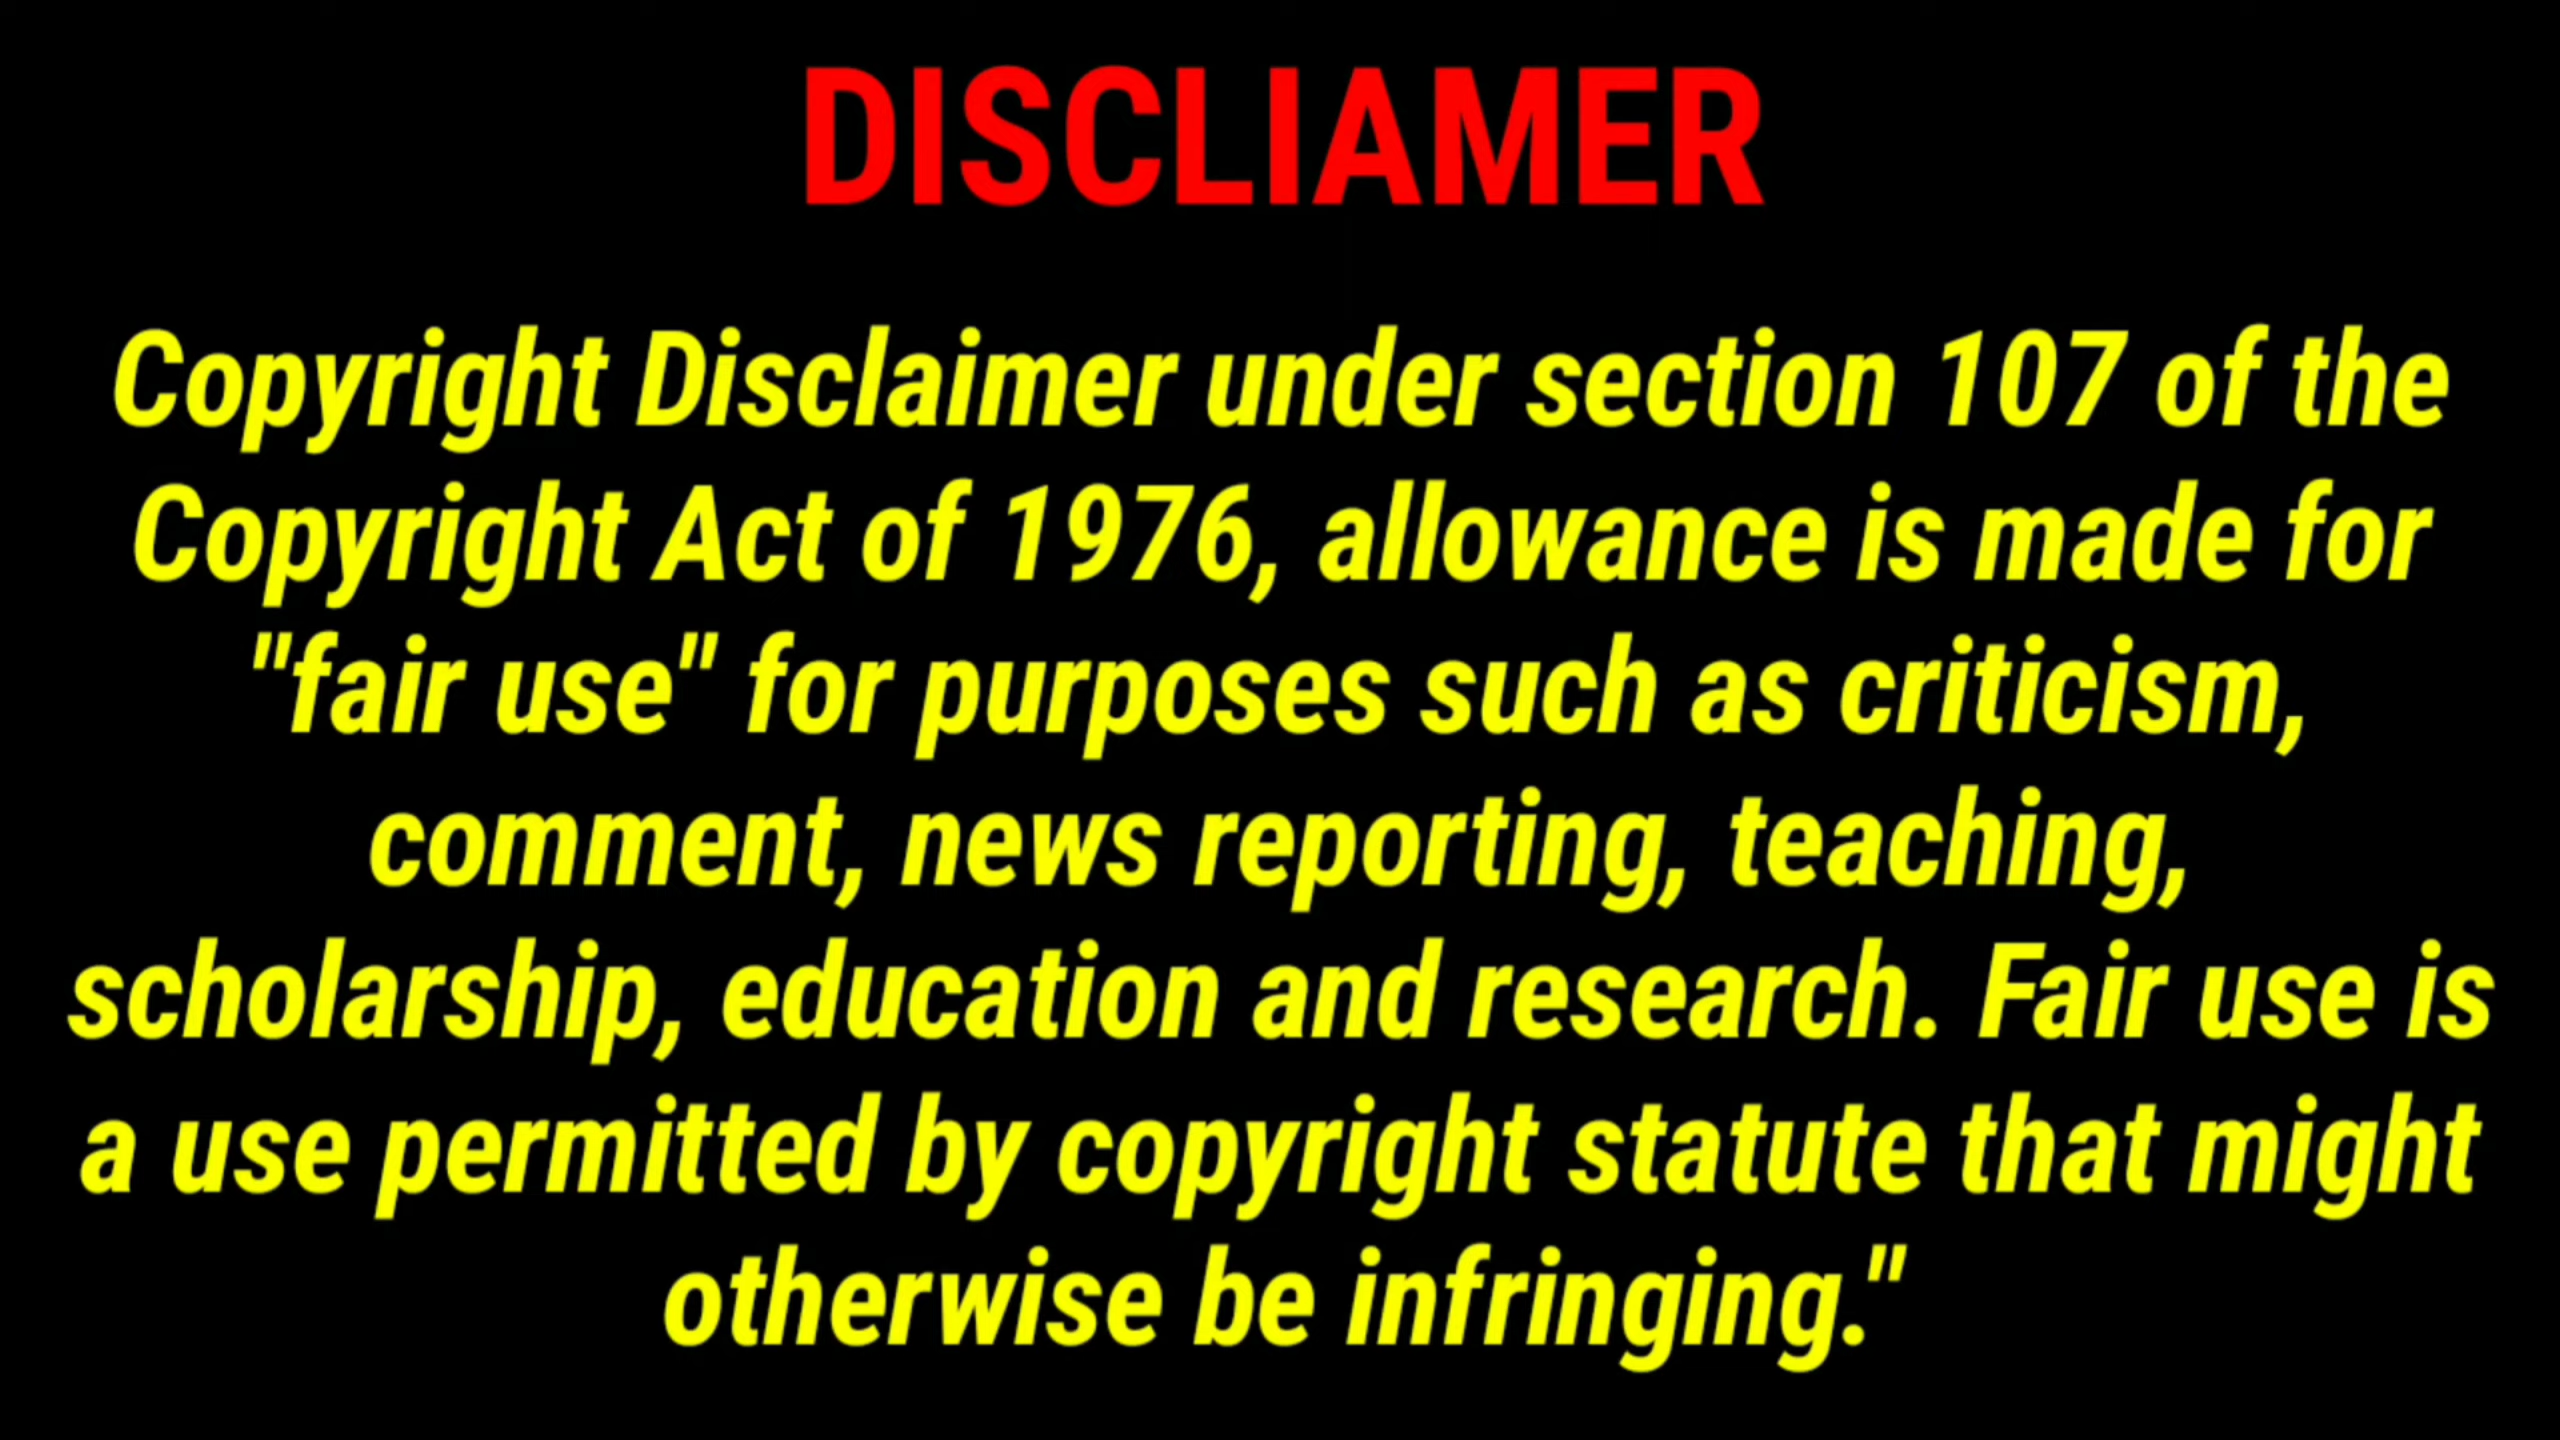 DISCLIAMER
Copyright Disclaimer under section 107 of the
Copyright Act of 1976, allowance is made for
"fair use" for purposes such as criticism,
comment, news reporting, teaching,
scholarship, education and research. Fair use is
a use permitted by copyright statute that might
otherwise be infringing."